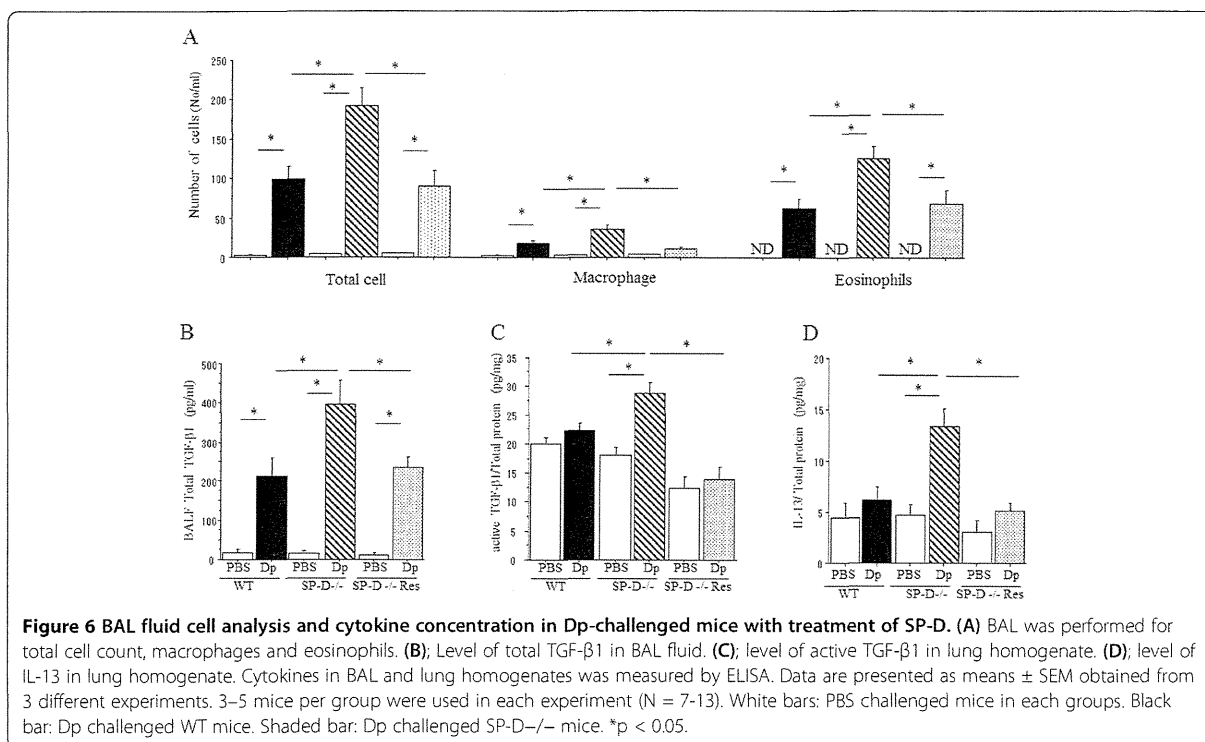 A
Number of cells (No/ml)
250
200
150
100
50
0
* *
*
* *
* *
*
* *
* *
*
* *
ND ND ND
Total cell Macrophage Eosinophils
B
BALF Total TGF-β1 (pg/ml)
500
400
300
200
100
0
* *
*
* *
PBS Dp PBS Dp PBS Dp
WT SP-D-/- SP-D -/- Res
C
active TGF-β1/Total protein (pg/mg)
35
30
25
20
15
10
5
0
* *
*
PBS Dp PBS Dp PBS Dp
WT SP-D-/- SP-D -/- Res
D
IL-13/ Total protein (pg/mg)
20
15
10
5
0
* *
*
PBS Dp PBS Dp PBS Dp
WT SP-D-/- SP-D -/- Res
Figure 6 BAL fluid cell analysis and cytokine concentration in Dp-challenged mice with treatment of SP-D. (A) BAL was performed for
total cell count, macrophages and eosinophils. (B); Level of total TGF-β1 in BAL fluid. (C); level of active TGF-β1 in lung homogenate. (D); level of
IL-13 in lung homogenate. Cytokines in BAL and lung homogenates was measured by ELISA. Data are presented as means ± SEM obtained from
3 different experiments. 3–5 mice per group were used in each experiment (N = 7-13). White bars: PBS challenged mice in each groups. Black
bar: Dp challenged WT mice. Shaded bar: Dp challenged SP-D−/− mice. *p < 0.05.